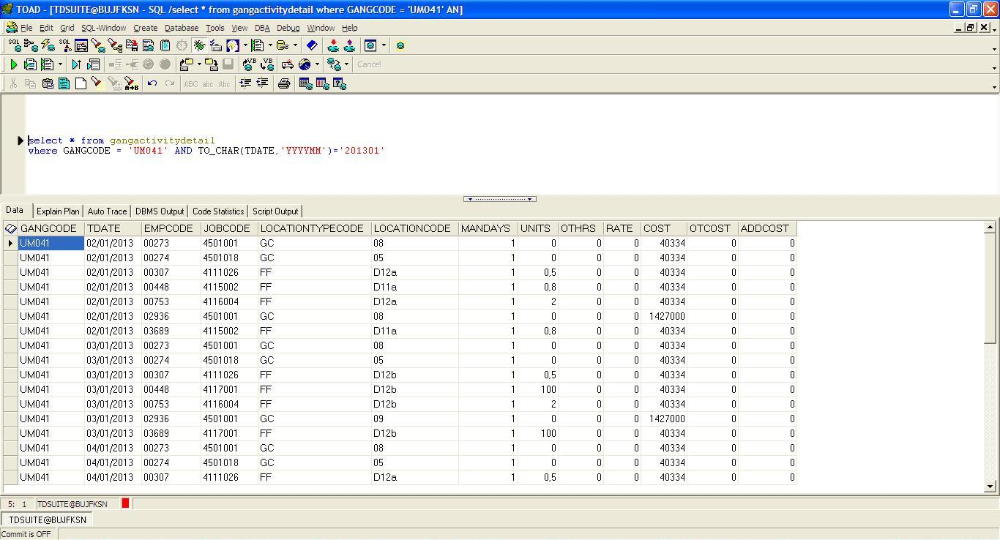 TOAD - [TDSUITE@BUJFKSN - SQL /select * from gangactivitydetail where GANGCODE = 'UM041' AN]
File Edit Grid SQL-Window Create Database Tools View DBA Debug Window Help
SQL SQL
VB VB Cancel
A→B ABC abc Abc
select * from gangactivitydetail
where GANGCODE = 'UM041' AND TO_CHAR(TDATE,'YYYYMM')='201301'
Data Explain Plan Auto Trace DBMS Output Code Statistics Script Output
GANGCODE TDATE EMPCODE JOBCODE LOCATIONTYPECODE LOCATIONCODE MANDAYS UNITS OTHRS RATE COST OTCOST ADDCOST
UM041 02/01/2013 00273 4501001 GC 08 1 0 0 0 40334 0 0
UM041 02/01/2013 00274 4501018 GC 05 1 0 0 0 40334 0 0
UM041 02/01/2013 00307 4111026 FF D12a 1 0,5 0 0 40334 0 0
UM041 02/01/2013 00448 4115002 FF D11a 1 0,8 0 0 40334 0 0
UM041 02/01/2013 00753 4116004 FF D12a 1 2 0 0 40334 0 0
UM041 02/01/2013 02936 4501001 GC 08 1 0 0 0 1427000 0 0
UM041 02/01/2013 03689 4115002 FF D11a 1 0,8 0 0 40334 0 0
UM041 03/01/2013 00273 4501001 GC 08 1 0 0 0 40334 0 0
UM041 03/01/2013 00274 4501018 GC 05 1 0 0 0 40334 0 0
UM041 03/01/2013 00307 4111026 FF D12b 1 0,5 0 0 40334 0 0
UM041 03/01/2013 00448 4117001 FF D12b 1 100 0 0 40334 0 0
UM041 03/01/2013 00753 4116004 FF D12b 1 2 0 0 40334 0 0
UM041 03/01/2013 02936 4501001 GC 09 1 0 0 0 1427000 0 0
UM041 03/01/2013 03689 4117001 FF D12b 1 100 0 0 40334 0 0
UM041 04/01/2013 00273 4501001 GC 08 1 0 0 0 40334 0 0
UM041 04/01/2013 00274 4501018 GC 05 1 0 0 0 40334 0 0
UM041 04/01/2013 00307 4111026 FF D12a 1 0,5 0 0 40334 0 0
5: 1 TDSUITE@BUJFKSN
TDSUITE@BUJFKSN
Commit is OFF